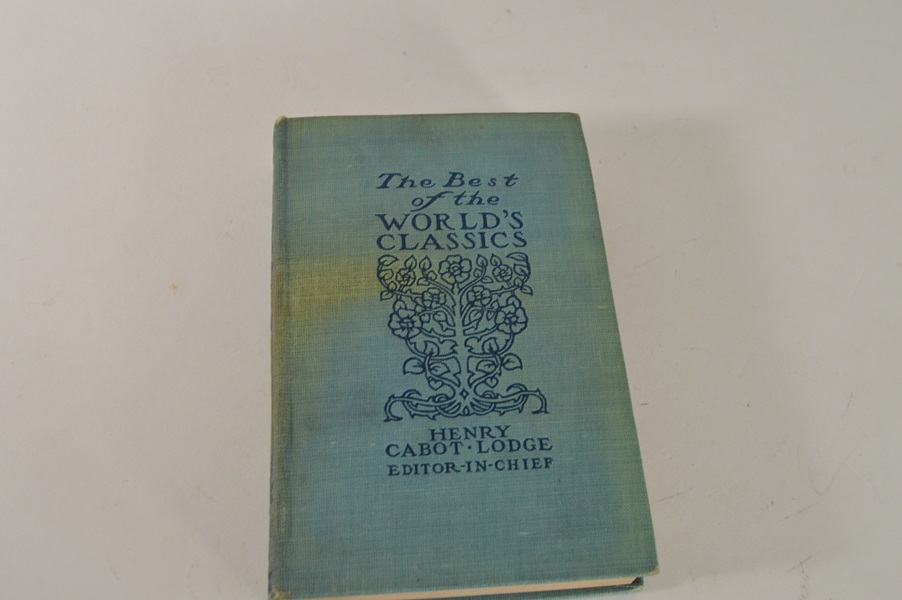 The Best
of the
WORLD'S
CLASSICS
HENRY
CABOT·LODGE
EDITOR-IN-CHIEF